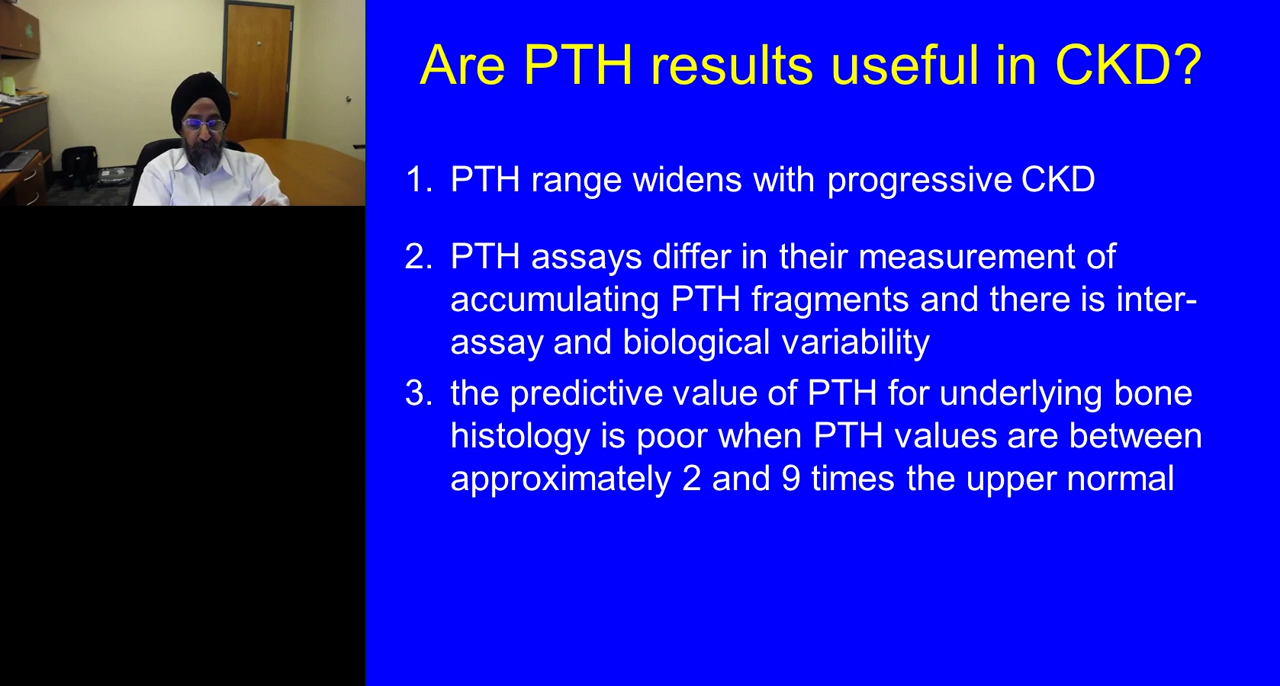 Are PTH results useful in CKD?
1. PTH range widens with progressive CKD
2. PTH assays differ in their measurement of
accumulating PTH fragments and there is inter-
assay and biological variability
3. the predictive value of PTH for underlying bone
histology is poor when PTH values are between
approximately 2 and 9 times the upper normal